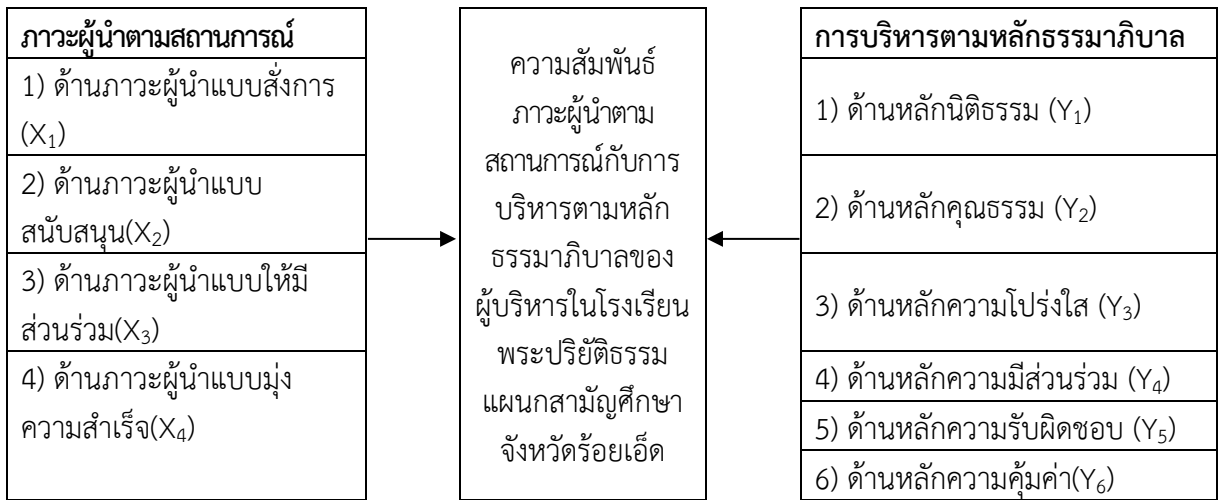 ภาวะผู้นำตามสถานการณ์
1) ด้านภาวะผู้นำแบบสั่งการ
(X₁)
2) ด้านภาวะผู้นำแบบ
สนับสนุน(X₂)
3) ด้านภาวะผู้นำแบบให้มี
ส่วนร่วม(X₃)
4) ด้านภาวะผู้นำแบบมุ่ง
ความสำเร็จ(X₄)
ความสัมพันธ์
ภาวะผู้นำตาม
สถานการณ์กับการ
บริหารตามหลัก
ธรรมาภิบาลของ
ผู้บริหารในโรงเรียน
พระปริยัติธรรม
แผนกสามัญศึกษา
จังหวัดร้อยเอ็ด
การบริหารตามหลักธรรมาภิบาล
1) ด้านหลักนิติธรรม (Y₁)
2) ด้านหลักคุณธรรม (Y₂)
3) ด้านหลักความโปร่งใส (Y₃)
4) ด้านหลักความมีส่วนร่วม (Y₄)
5) ด้านหลักความรับผิดชอบ (Y₅)
6) ด้านหลักความคุ้มค่า(Y₆)